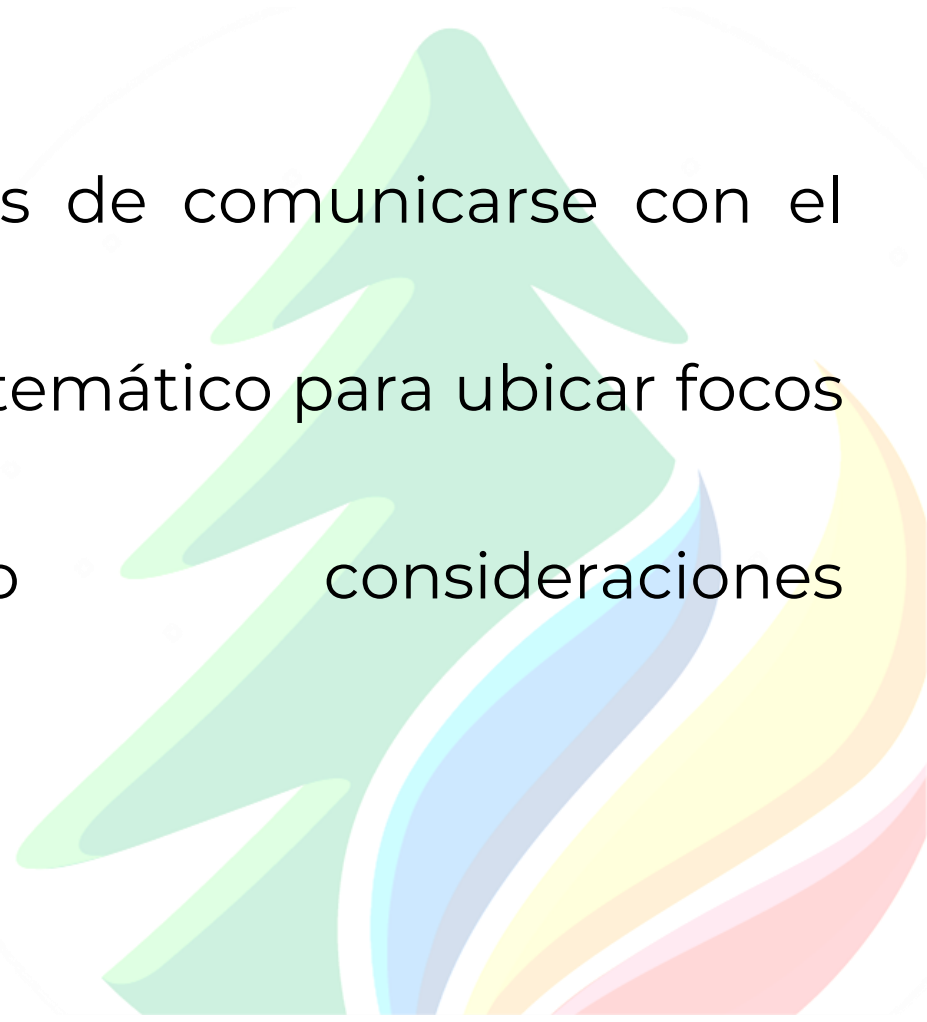 s de comunicarse con el
temático para ubicar focos
o consideraciones